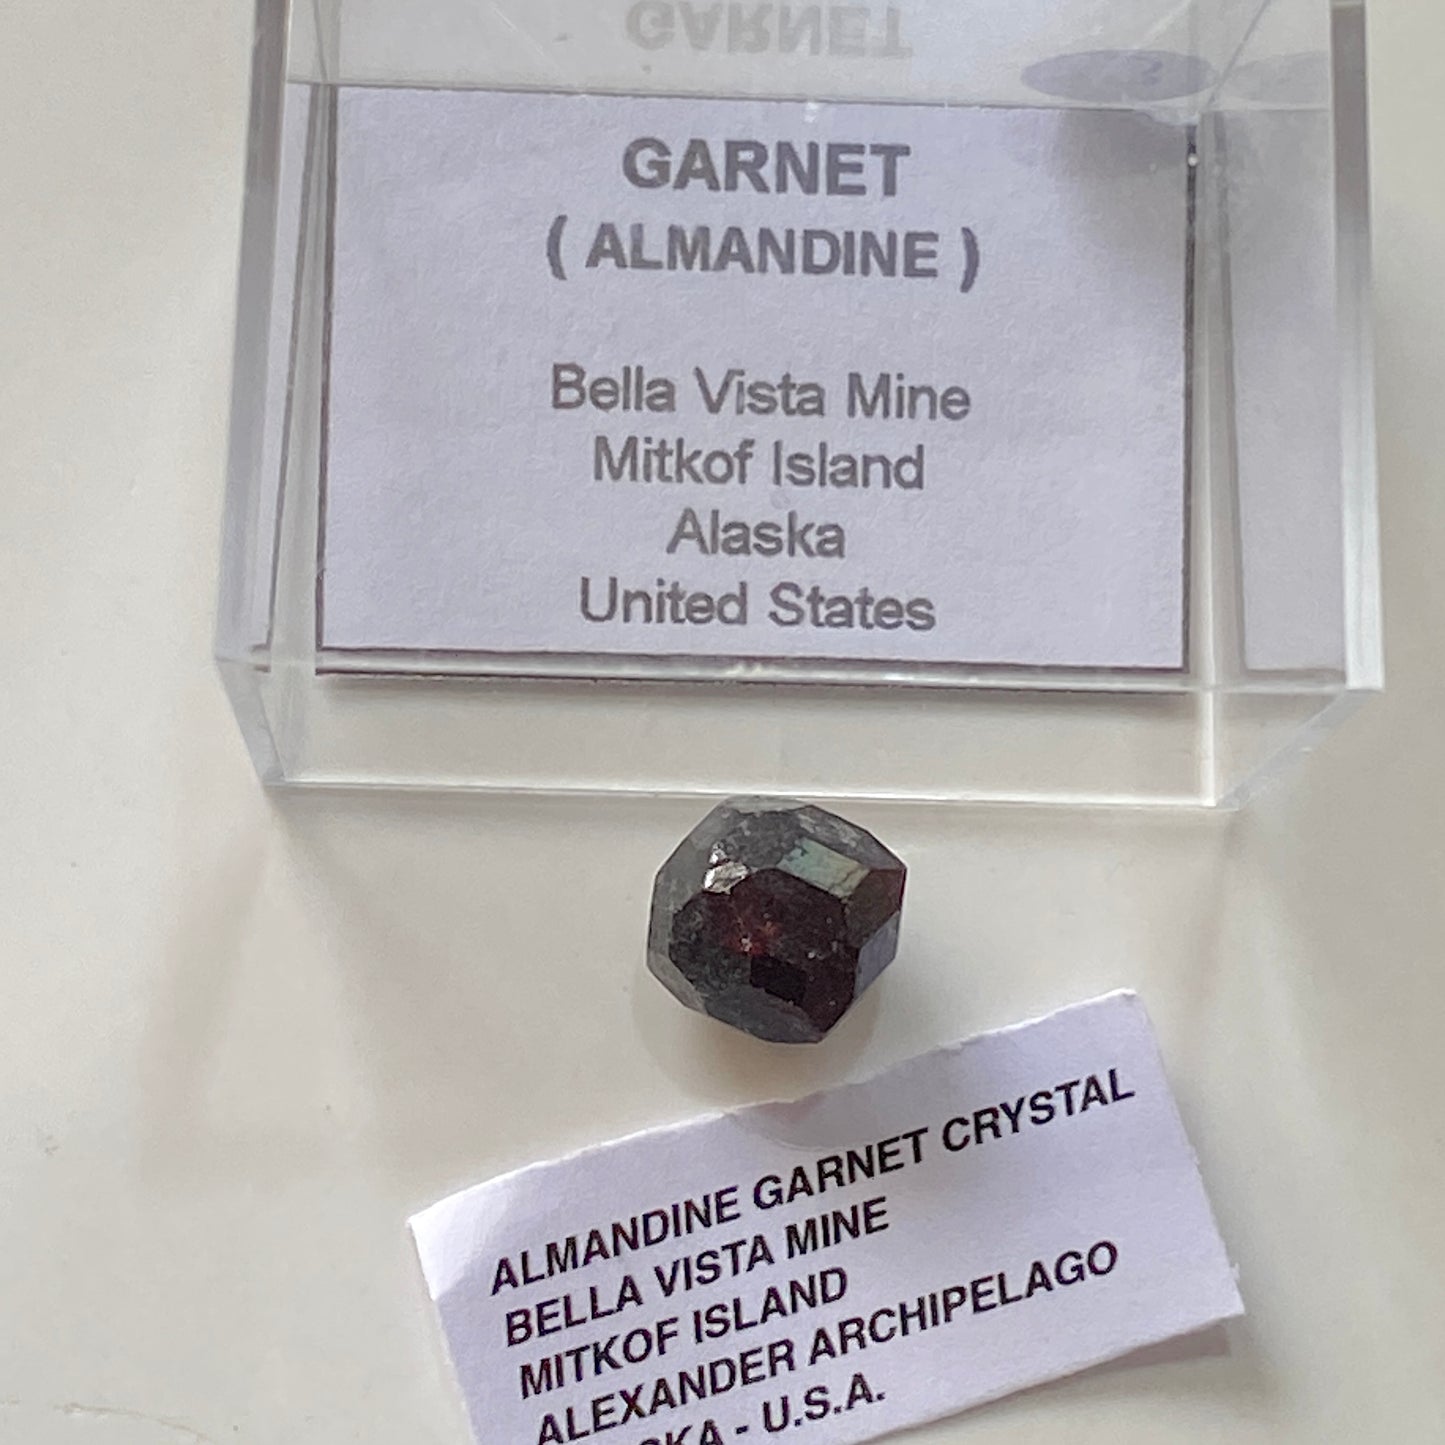 GARNET
( ALMANDINE )
Bella Vista Mine
Mitkof Island
Alaska
United States
ALMANDINE GARNET CRYSTAL
BELLA VISTA MINE
MITKOF ISLAND
ALEXANDER ARCHIPELAGO
- U.S.A.